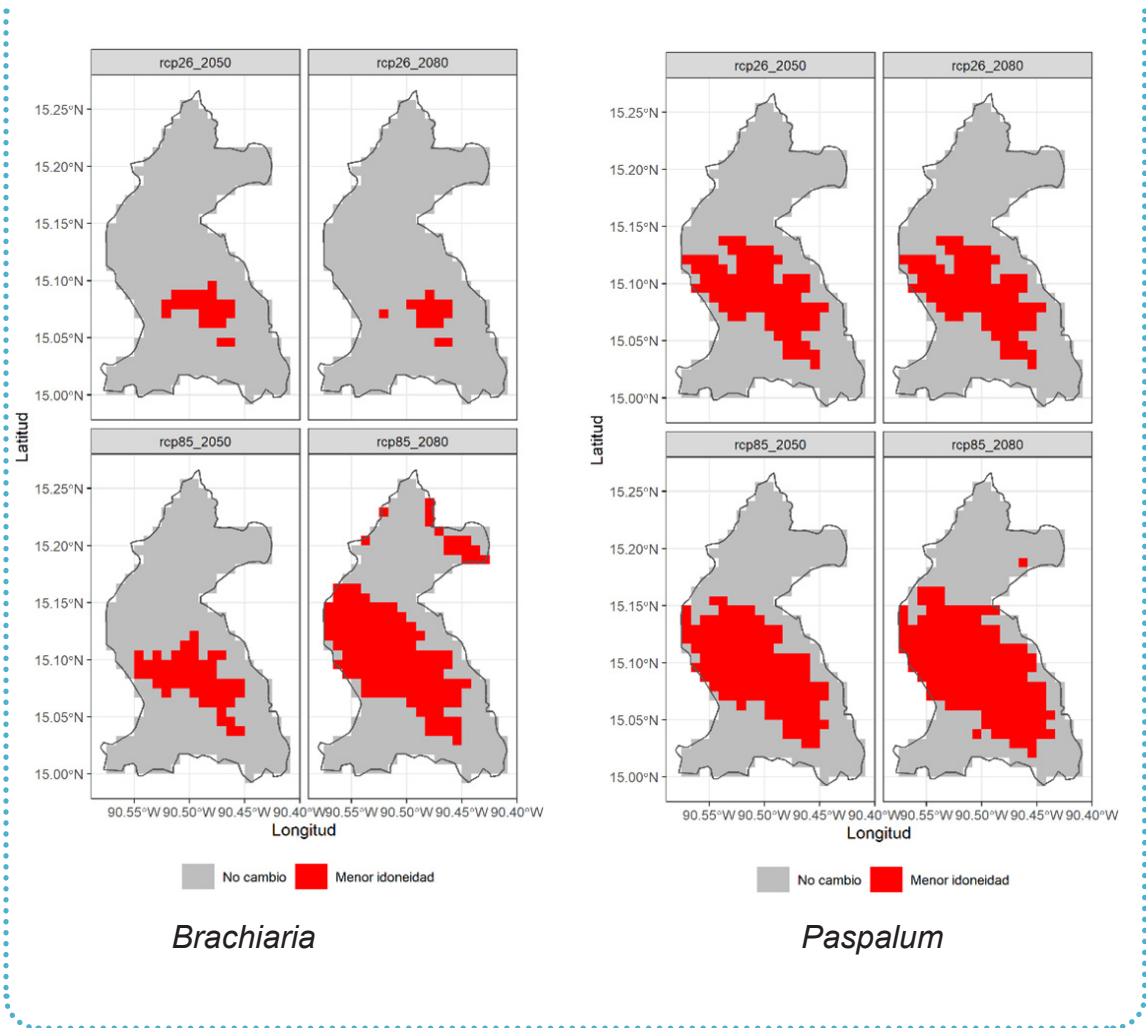 rcp26_2050
rcp26_2080
15.25°N
15.20°N
15.15°N
15.10°N
15.05°N
15.00°N
Latitud
rcp85_2050
rcp85_2080
15.25°N
15.20°N
15.15°N
15.10°N
15.05°N
15.00°N
90.55°W 90.50°W 90.45°W 90.40°W 90.55°W 90.50°W 90.45°W 90.40°W
Longitud
No cambio
Menor idoneidad
Brachiaria
rcp26_2050
rcp26_2080
15.25°N
15.20°N
15.15°N
15.10°N
15.05°N
15.00°N
Latitud
rcp85_2050
rcp85_2080
15.25°N
15.20°N
15.15°N
15.10°N
15.05°N
15.00°N
90.55°W 90.50°W 90.45°W 90.40°W 90.55°W 90.50°W 90.45°W 90.40°W
Longitud
No cambio
Menor idoneidad
Paspalum